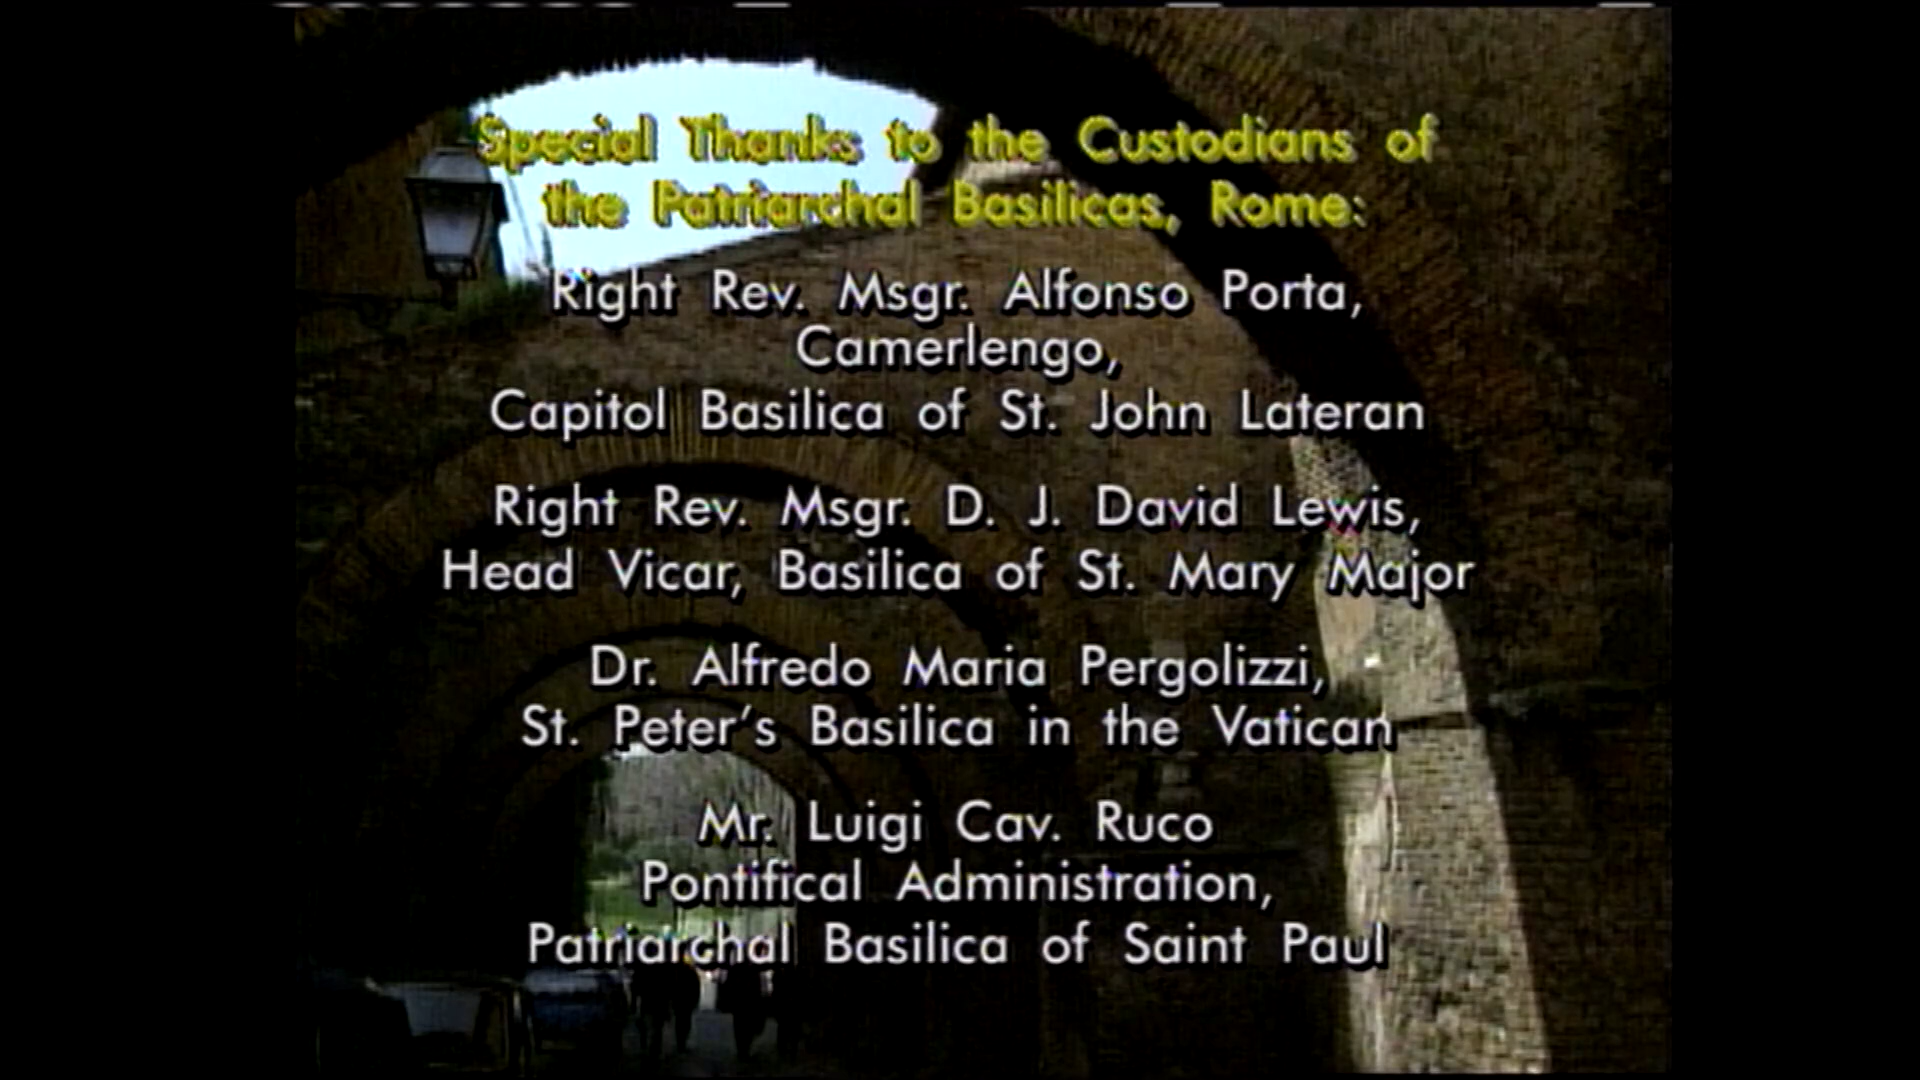 Special Thanks to the Custodians of
the Patriarchal Basilicas, Rome:
Right Rev. Msgr. Alfonso Porta,
Camerlengo,
Capitol Basilica of St. John Lateran
Right Rev. Msgr. D. J. David Lewis,
Head Vicar, Basilica of St. Mary Major
Dr. Alfredo Maria Pergolizzi,
St. Peter's Basilica in the Vatican
Mr. Luigi Cav. Ruco
Pontifical Administration,
Patriarchal Basilica of Saint Paul